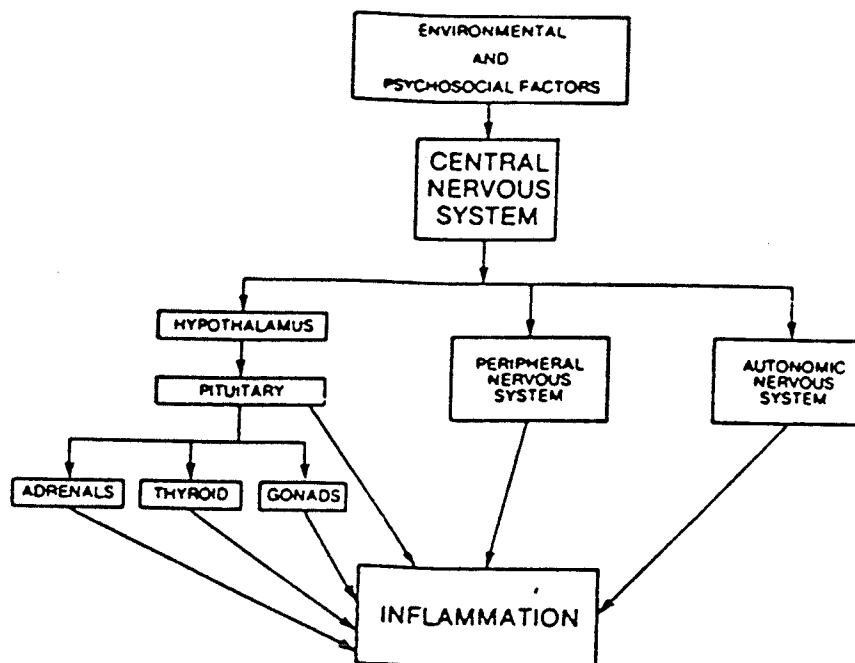 ENVIRONMENTAL
AND
PSYCHOSOCIAL FACTORS
CENTRAL
NERVOUS
SYSTEM
HYPOTHALAMUS
PITUITARY
PERIPHERAL
NERVOUS
SYSTEM
AUTONOMIC
NERVOUS
SYSTEM
ADRENALS
THYROID
GONADS
INFLAMMATION